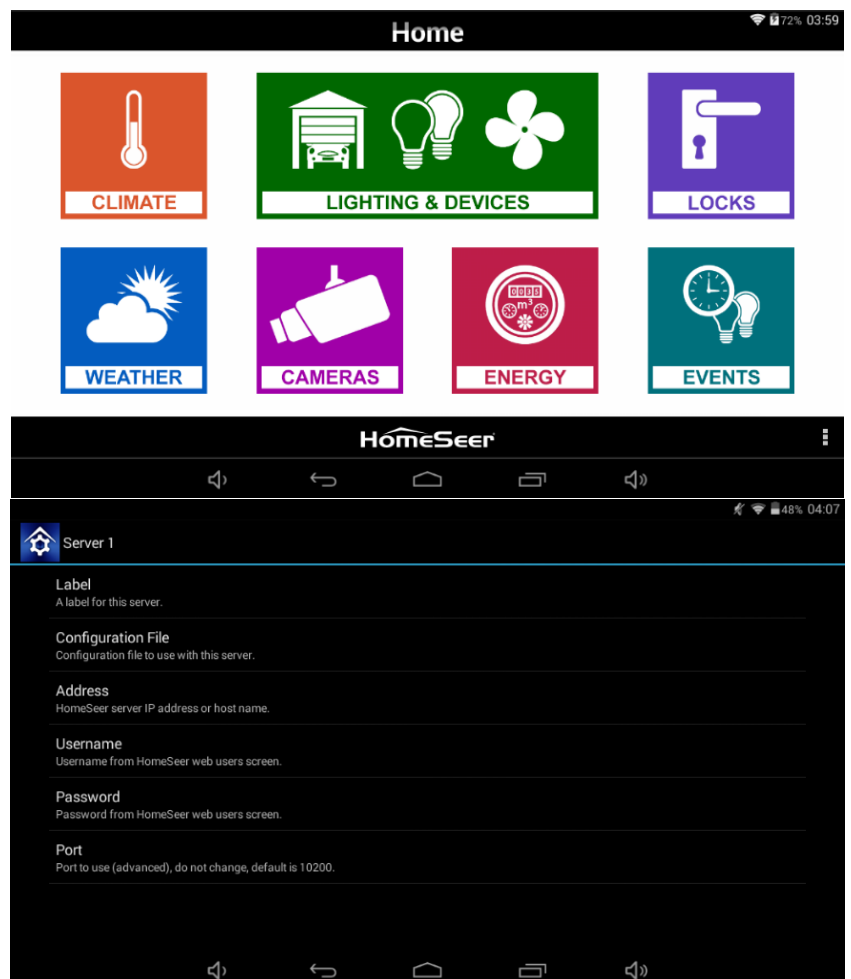 Home
72% 03:59
CLIMATE
LIGHTING & DEVICES
LOCKS
m³
WEATHER
CAMERAS
ENERGY
EVENTS
HomeSeer
48% 04:07
Server 1
Label
A label for this server.
Configuration File
Configuration file to use with this server.
Address
HomeSeer server IP address or host name.
Username
Username from HomeSeer web users screen.
Password
Password from HomeSeer web users screen.
Port
Port to use (advanced), do not change, default is 10200.